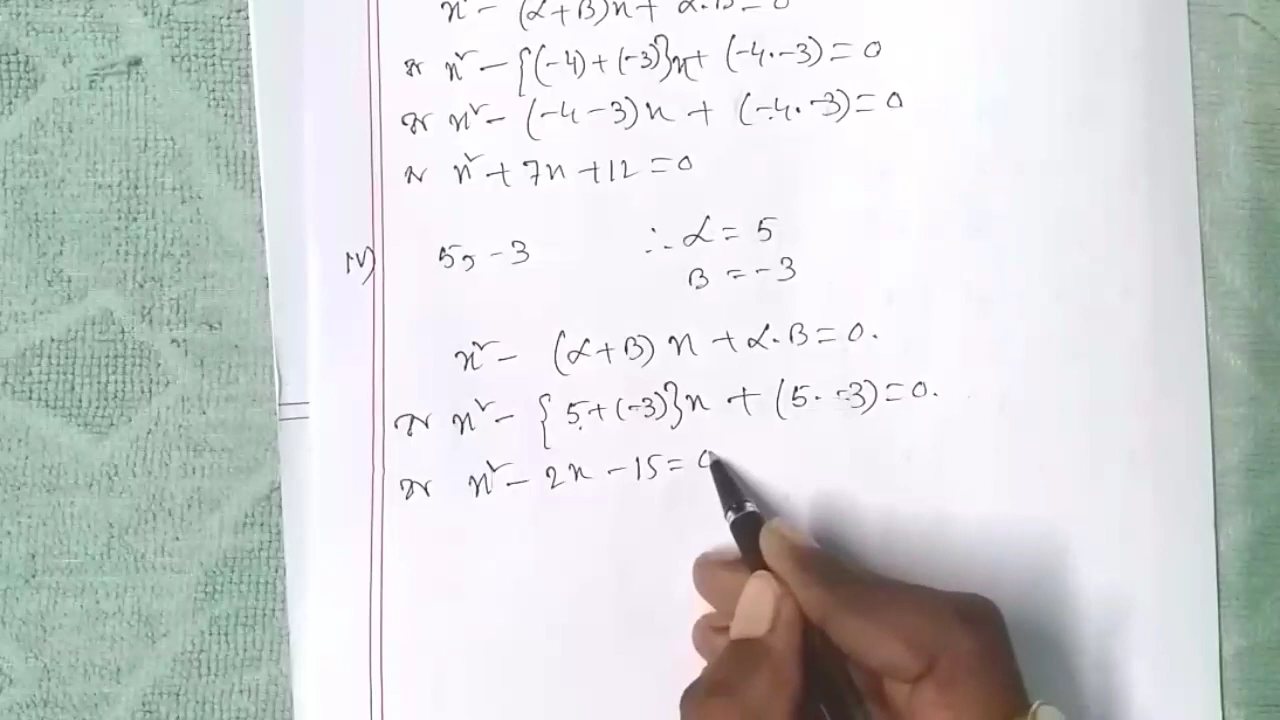 x² - (α+β)x + α.β = 0
or x² - {(-4) + (-3)}x + (-4.-3) = 0
or x² - (-4 - 3)x + (-4.-3) = 0
or x² + 7x + 12 = 0
IV) 5, -3 ∴ α = 5
β = -3
x² - (α+β) x + α.β = 0.
or x² - {5 + (-3)}x + (5.-3) = 0.
or x² - 2x - 15 = 0